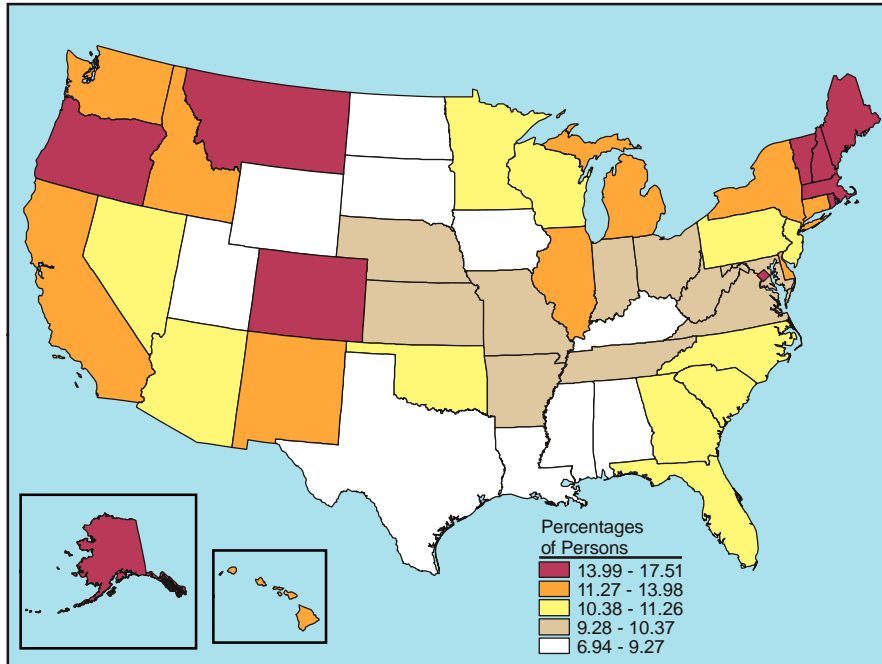 Percentages
of Persons
13.99 - 17.51
11.27 - 13.98
10.38 - 11.26
9.28 - 10.37
6.94 - 9.27